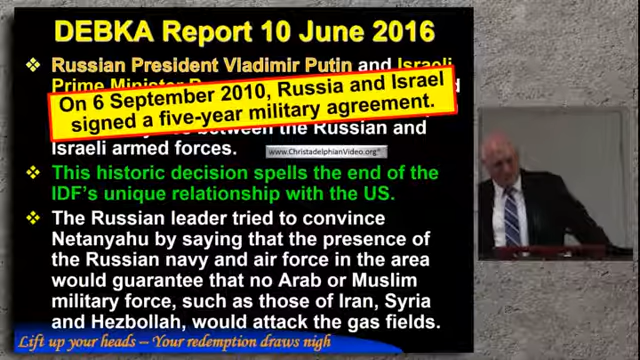 DEBKA Report 10 June 2016
Russian President Vladimir Putin and Israeli
Prime Minister
On 6 September 2010, Russia and Israel
signed a five-year military agreement.
between the Russian and
Israeli armed forces.
www.ChristadelphianVideo.org
This historic decision spells the end of the
IDF's unique relationship with the US.
The Russian leader tried to convince
Netanyahu by saying that the presence of
the Russian navy and air force in the area
would guarantee that no Arab or Muslim
military force, such as those of Iran, Syria
and Hezbollah, would attack the gas fields.
Lift up your heads – Your redemption draws nigh